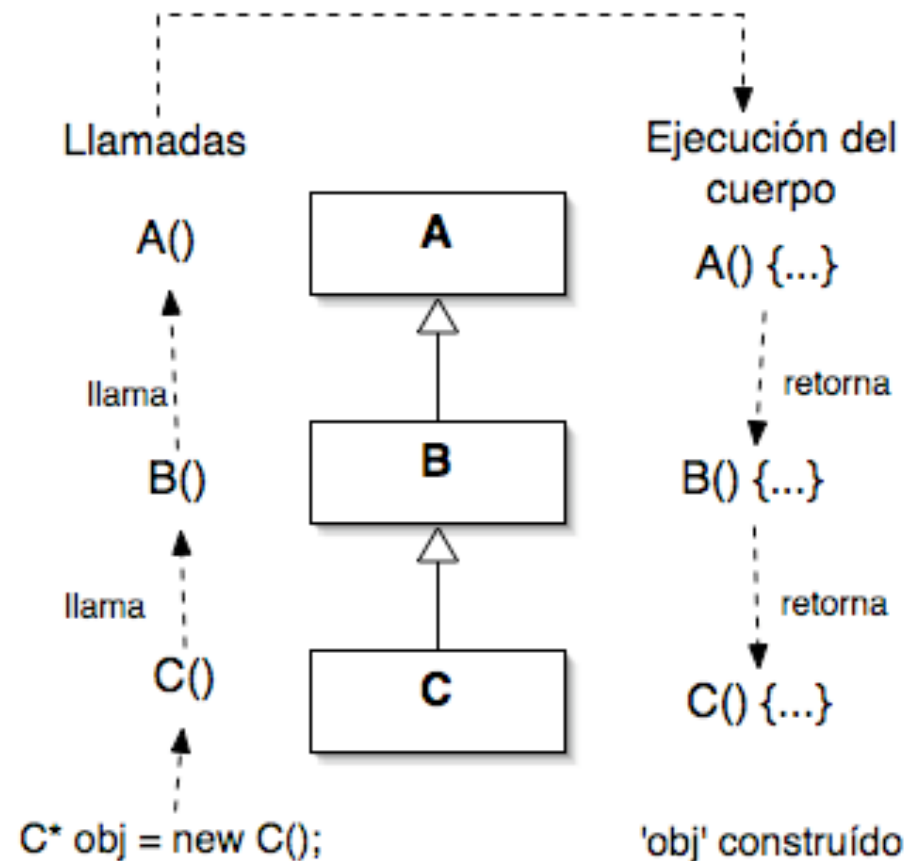 Llamadas
Ejecución del
cuerpo
A()
A
A() {...}
llama
retorna
B()
B
B() {...}
llama
retorna
C()
C
C() {...}
C* obj = new C();
'obj' construído